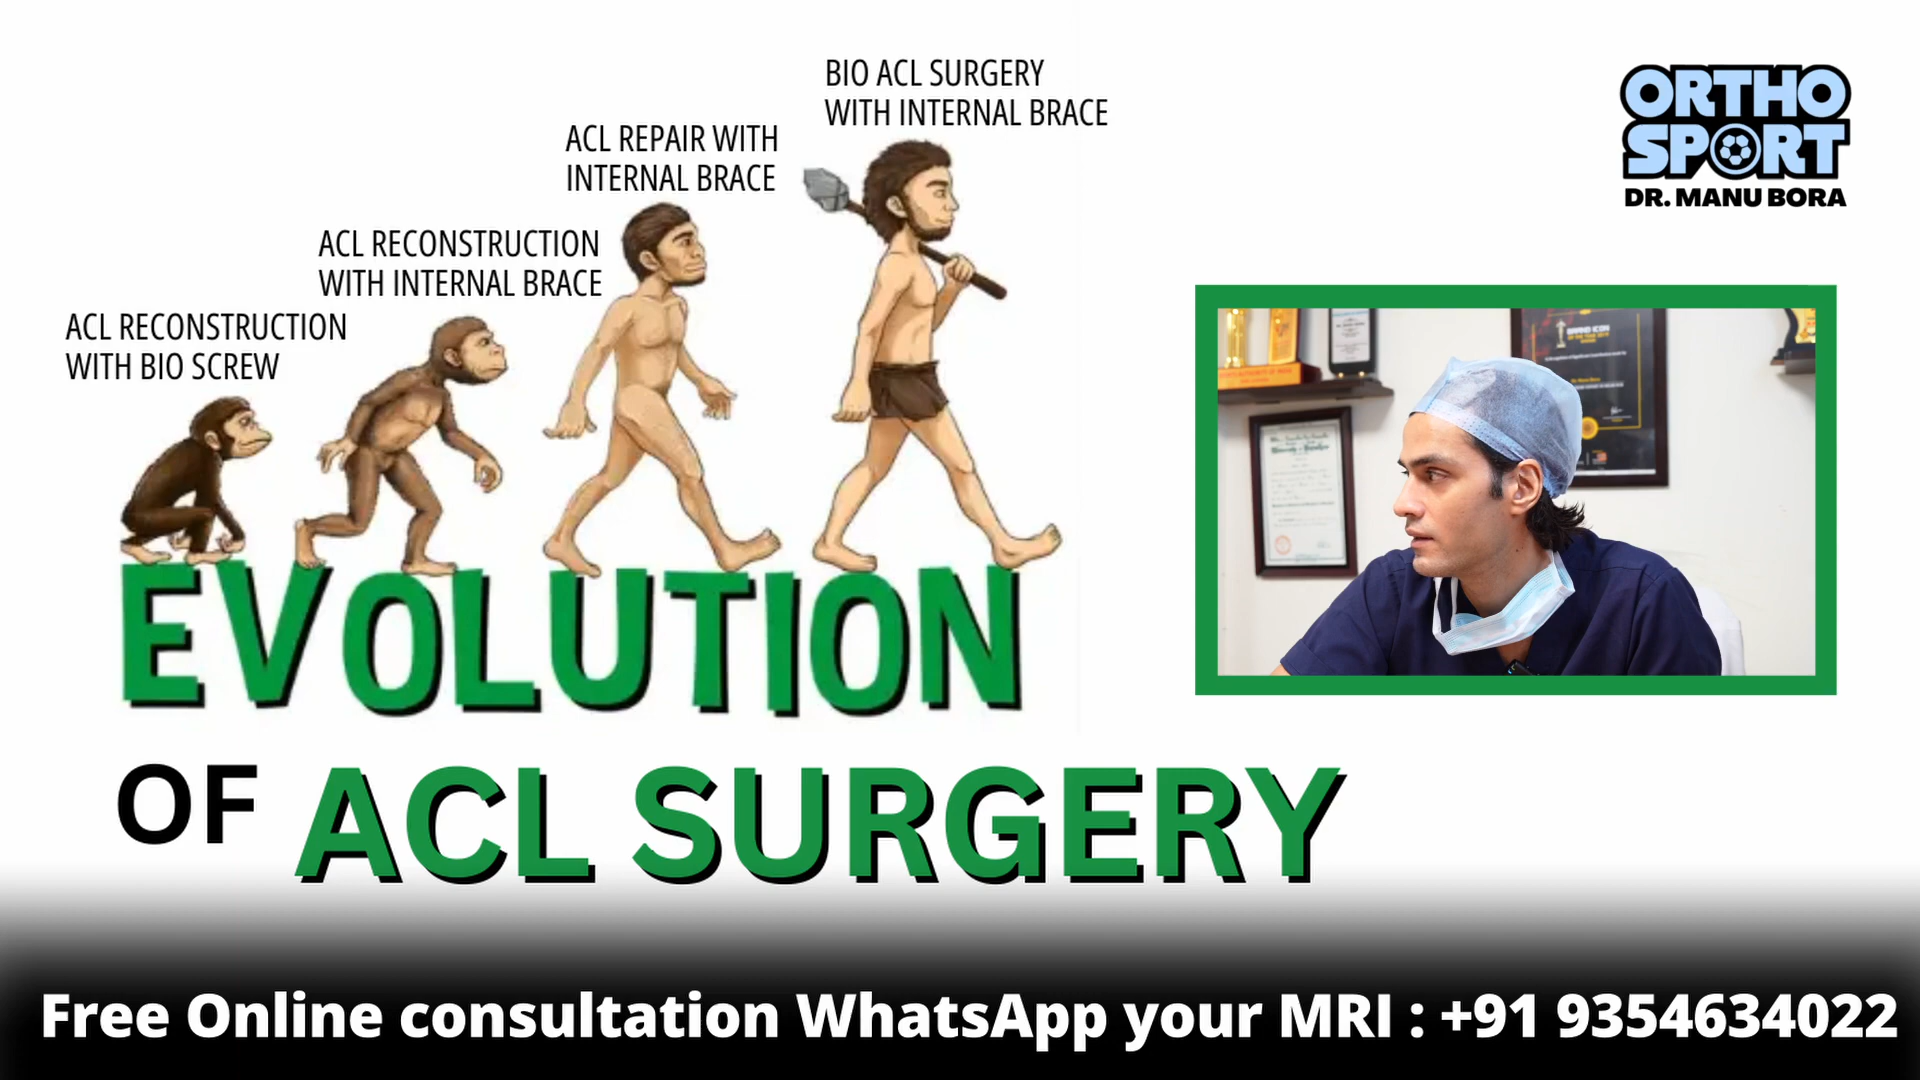 BIO ACL SURGERY
WITH INTERNAL BRACE
ACL REPAIR WITH
INTERNAL BRACE
ACL RECONSTRUCTION
WITH INTERNAL BRACE
ACL RECONSTRUCTION
WITH BIO SCREW
EVOLUTION
OF ACL SURGERY
ORTHO
SPORT
DR. MANU BORA
Free Online consultation WhatsApp your MRI : +91 9354634022